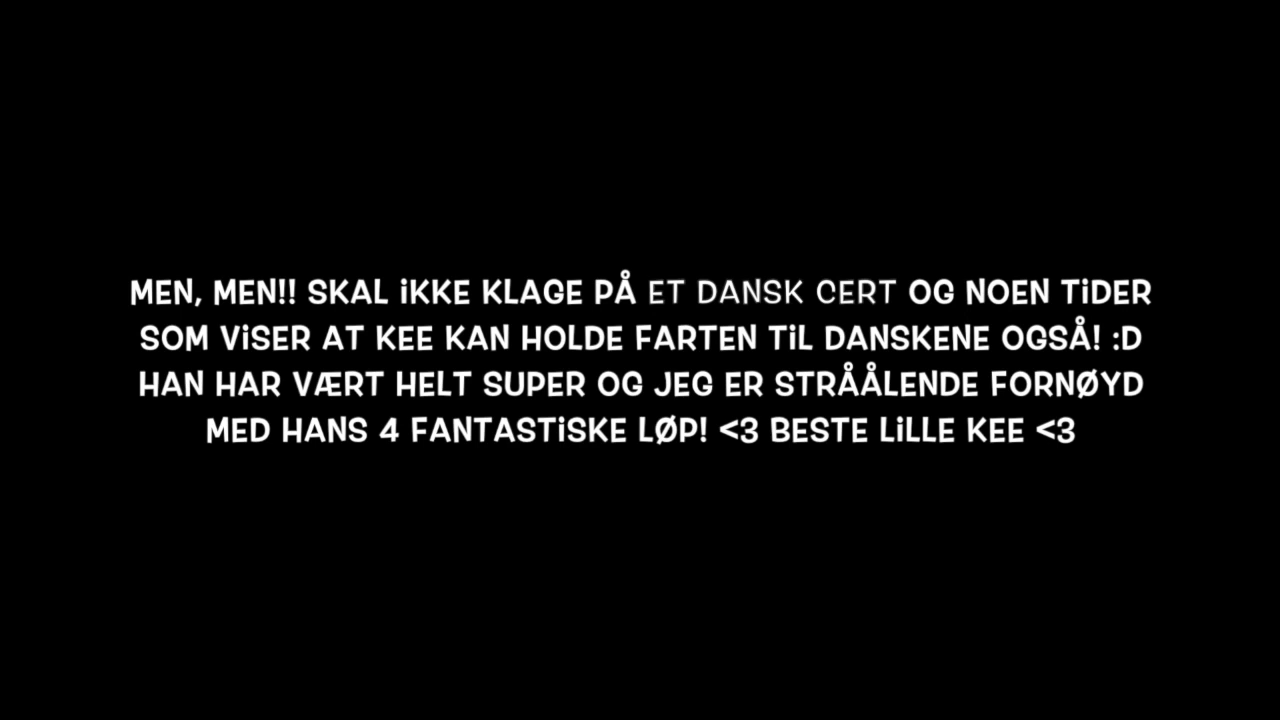 MEN, MEN!! SKAL iKKE KLAGE PÅ ET DANSK CERT OG NOEN TiDER
SOM ViSER AT KEE KAN HOLDE FARTEN TiL DANSKENE OGSÅ! :D
HAN HAR VÆRT HELT SUPER OG JEG ER STRÅÅLENDE FORNØYD
MED HANS 4 FANTASTiSKE LØP! <3 BESTE LiLLE KEE <3